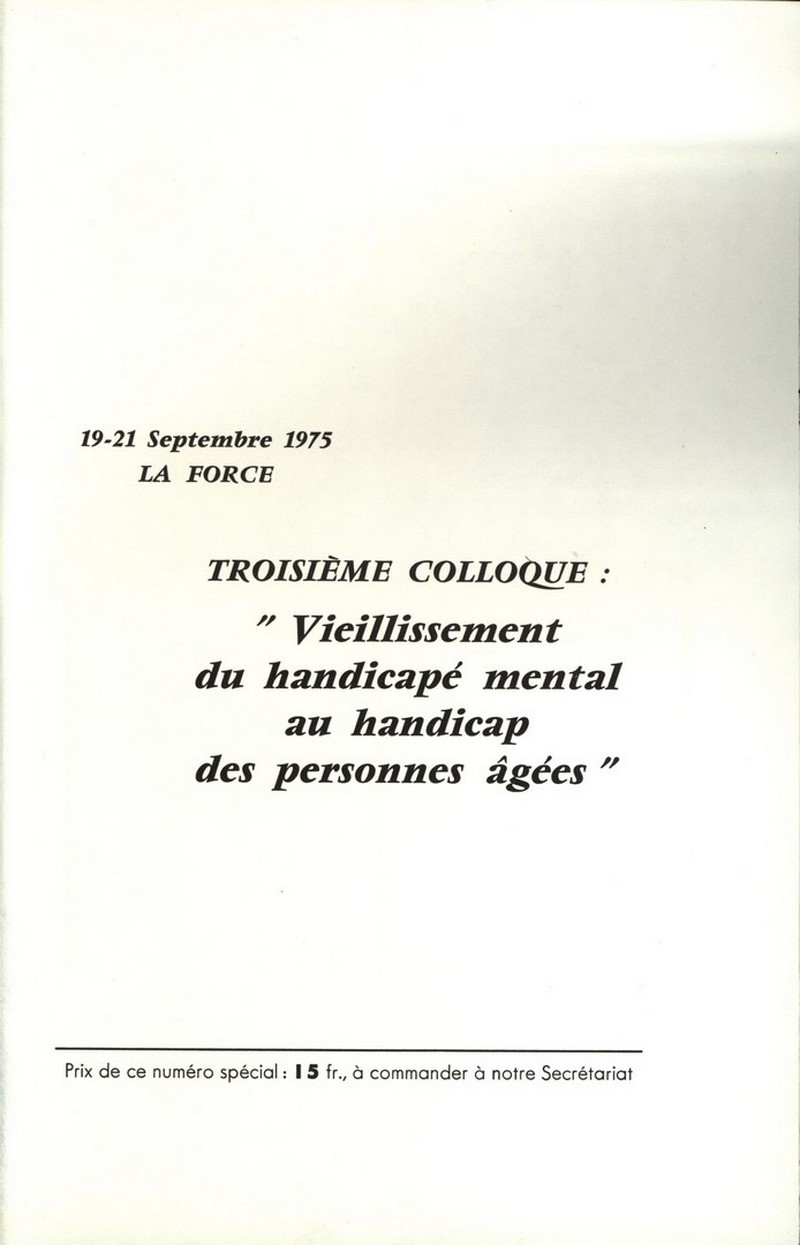 19-21 Septembre 1975
LA FORCE
TROISIÈME COLLOQUE :
" Vieillissement
du handicapé mental
au handicap
des personnes âgées "
Prix de ce numéro spécial : 15 fr., à commander à notre Secrétariat